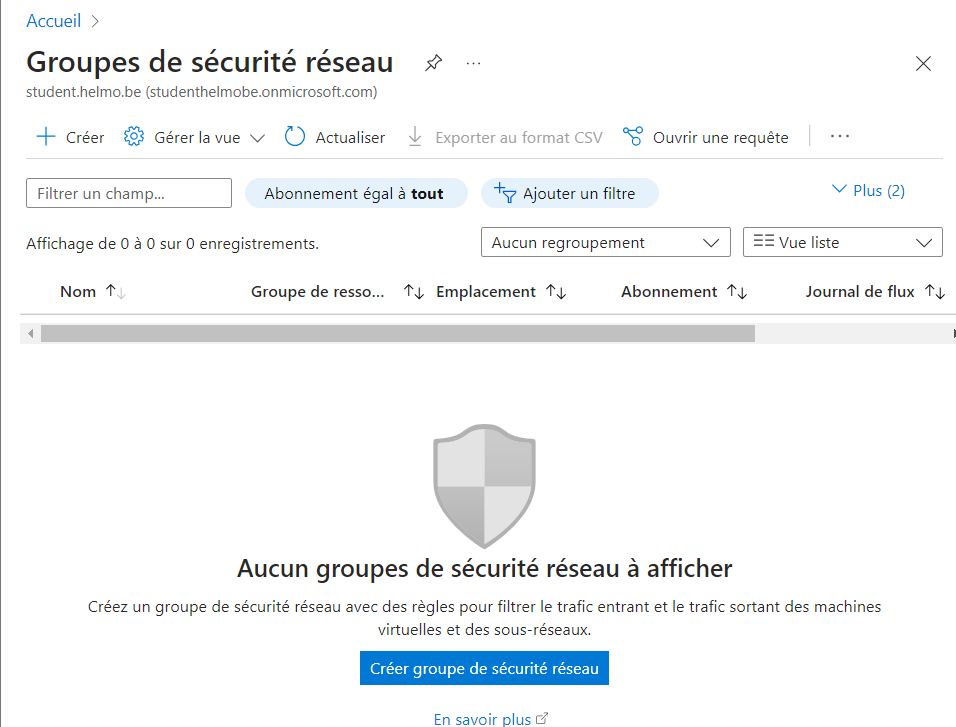 Accueil
Groupes de sécurité réseau
student.helmo.be (studenthelmobe.onmicrosoft.com)
Créer Gérer la vue Actualiser Exporter au format CSV Ouvrir une requête
Filtrer un champ... Abonnement égal à tout Ajouter un filtre Plus (2)
Affichage de 0 à 0 sur 0 enregistrements. Aucun regroupement Vue liste
Nom Groupe de resso... Emplacement Abonnement Journal de flux
Aucun groupes de sécurité réseau à afficher
Créez un groupe de sécurité réseau avec des règles pour filtrer le trafic entrant et le trafic sortant des machines
virtuelles et des sous-réseaux.
Créer groupe de sécurité réseau
En savoir plus